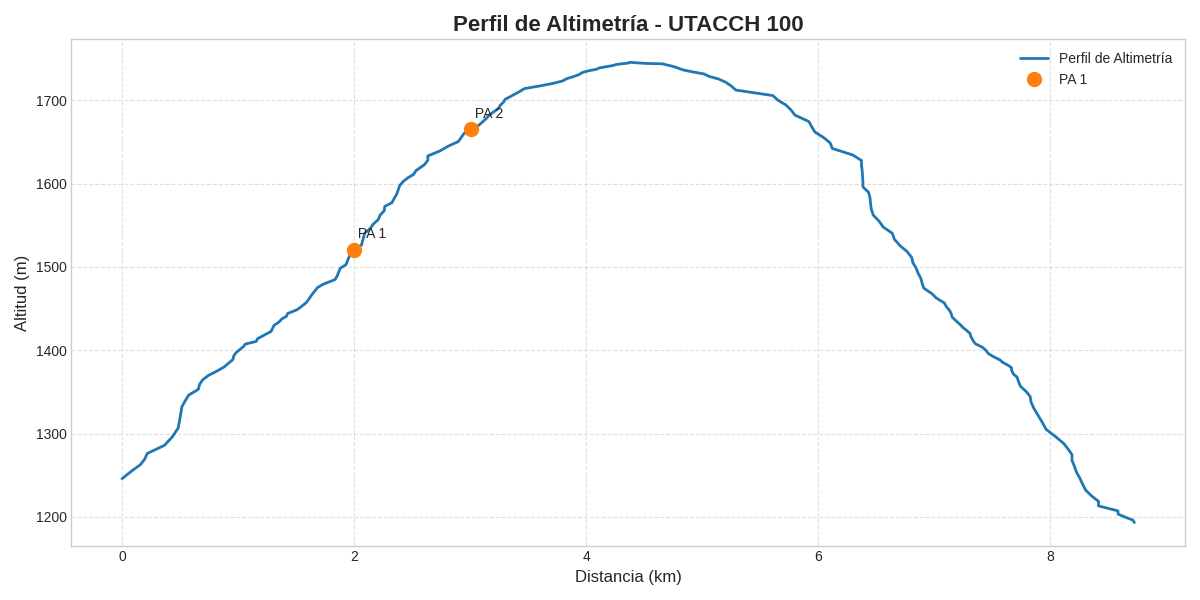 Perfil de Altimetría - UTACCH 100
Perfil de Altimetría
PA 1
PA 2
PA 1
Altitud (m)
1700
1600
1500
1400
1300
1200
0 2 4 6 8
Distancia (km)